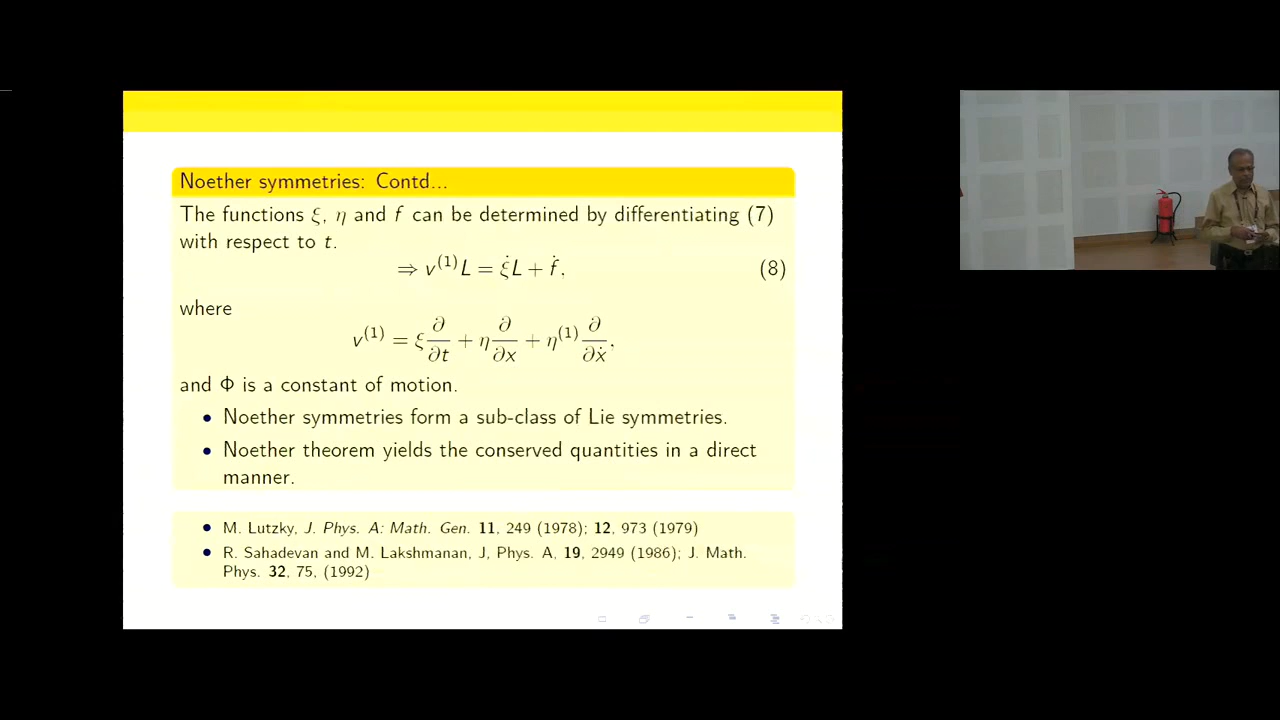 Noether symmetries: Contd...
The functions ξ, η and f can be determined by differentiating (7)
with respect to t.
⇒ v⁽¹⁾L = ξ̇L + ḟ, (8)
where
v⁽¹⁾ = ξ ∂/∂t + η ∂/∂x + η⁽¹⁾ ∂/∂ẋ,
and Φ is a constant of motion.
• Noether symmetries form a sub-class of Lie symmetries.
• Noether theorem yields the conserved quantities in a direct
manner.
• M. Lutzky, J. Phys. A: Math. Gen. 11, 249 (1978); 12, 973 (1979)
• R. Sahadevan and M. Lakshmanan, J, Phys. A, 19, 2949 (1986); J. Math.
Phys. 32, 75, (1992)